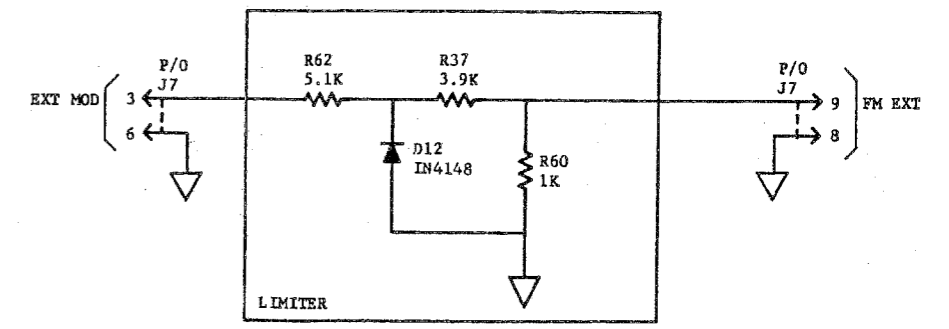 P/O
J7
EXT MOD
3
6
R62
5.1K
R37
3.9K
D12
IN4148
R60
1K
LIMITER
P/O
J7
9
FM EXT
8